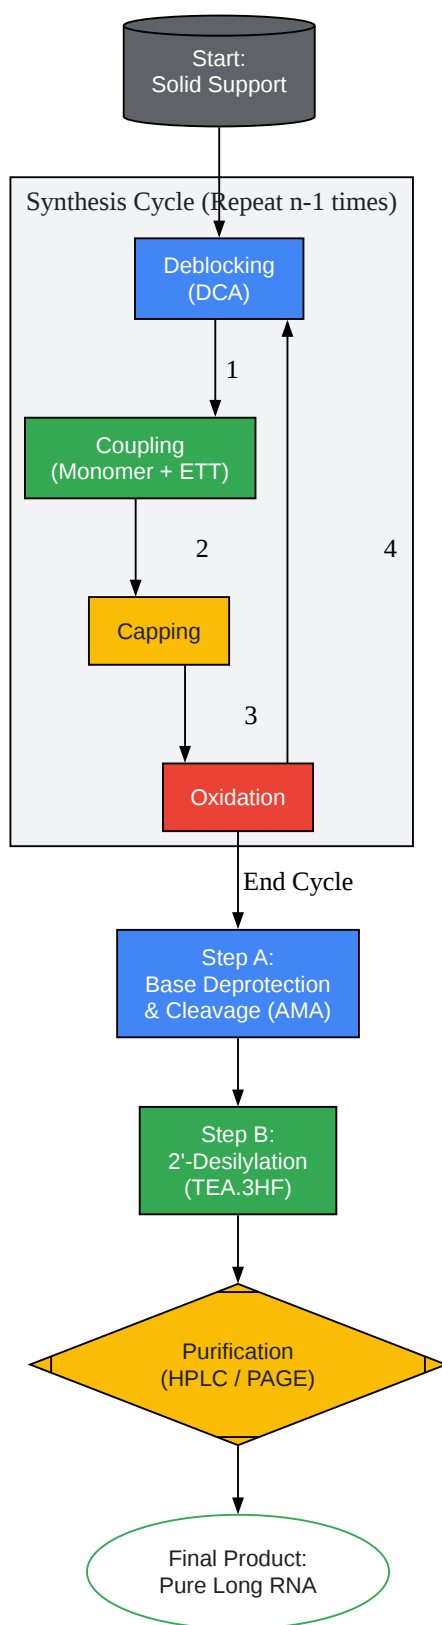 Start:
Solid Support
Synthesis Cycle (Repeat n-1 times)
Deblocking
(DCA)
1
Coupling
(Monomer + ETT)
2
4
Capping
3
Oxidation
End Cycle
Step A:
Base Deprotection
& Cleavage (AMA)
Step B:
2'-Desilylation
(TEA.3HF)
Purification
(HPLC / PAGE)
Final Product:
Pure Long RNA